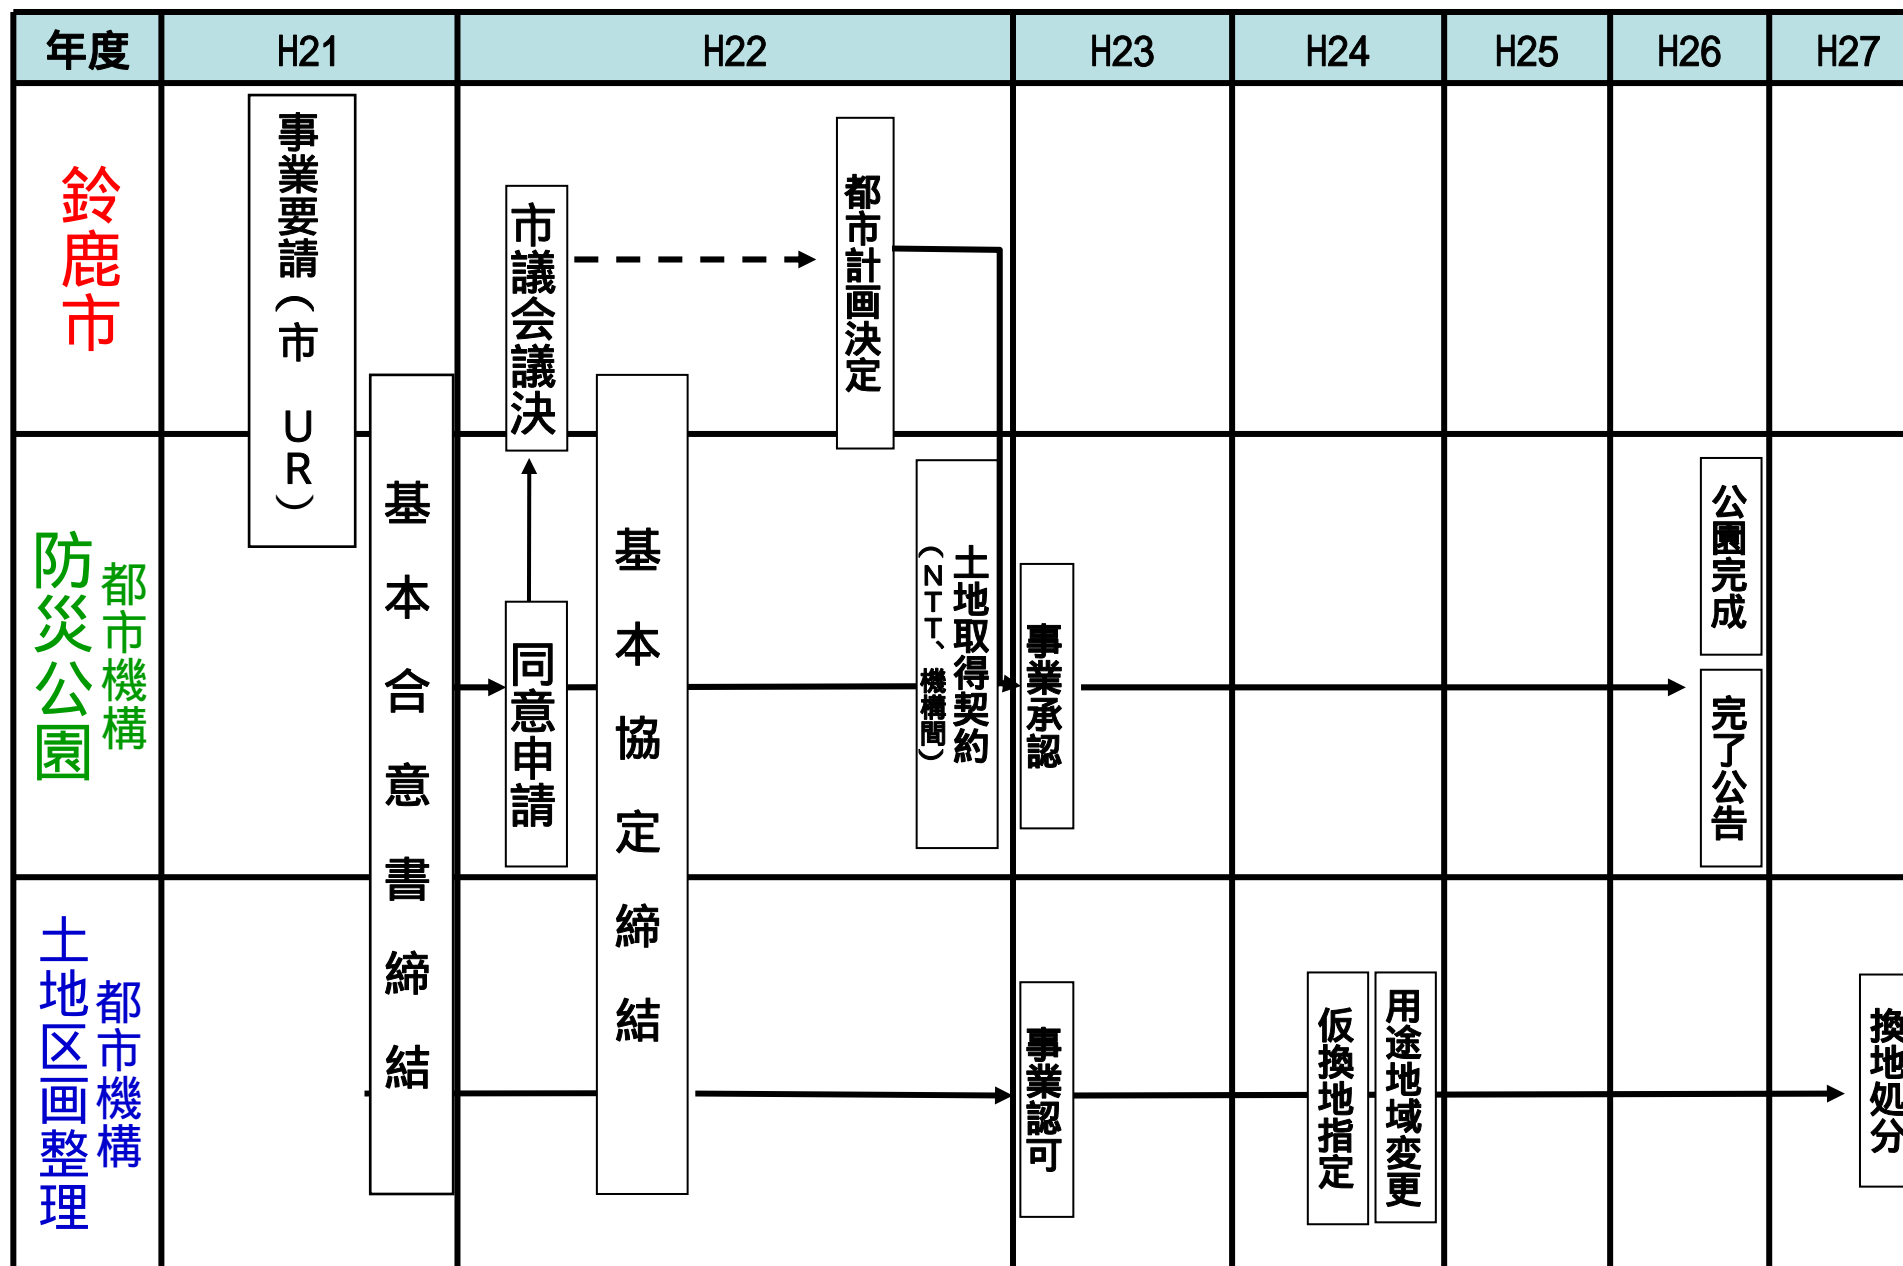 年度
H21
H22
H23
H24
H25
H26
H27
鈴鹿市
事業要請（市　ＵＲ）
市議会議決
都市計画決定
防災公園
都市機構
基本合意書締結
同意申請
基本協定締結
土地取得契約
（ＮＴＴ、機構間）
事業承認
公園完成
完了公告
土地区画整理
都市機構
事業認可
仮換地指定
用途地域変更
換地処分